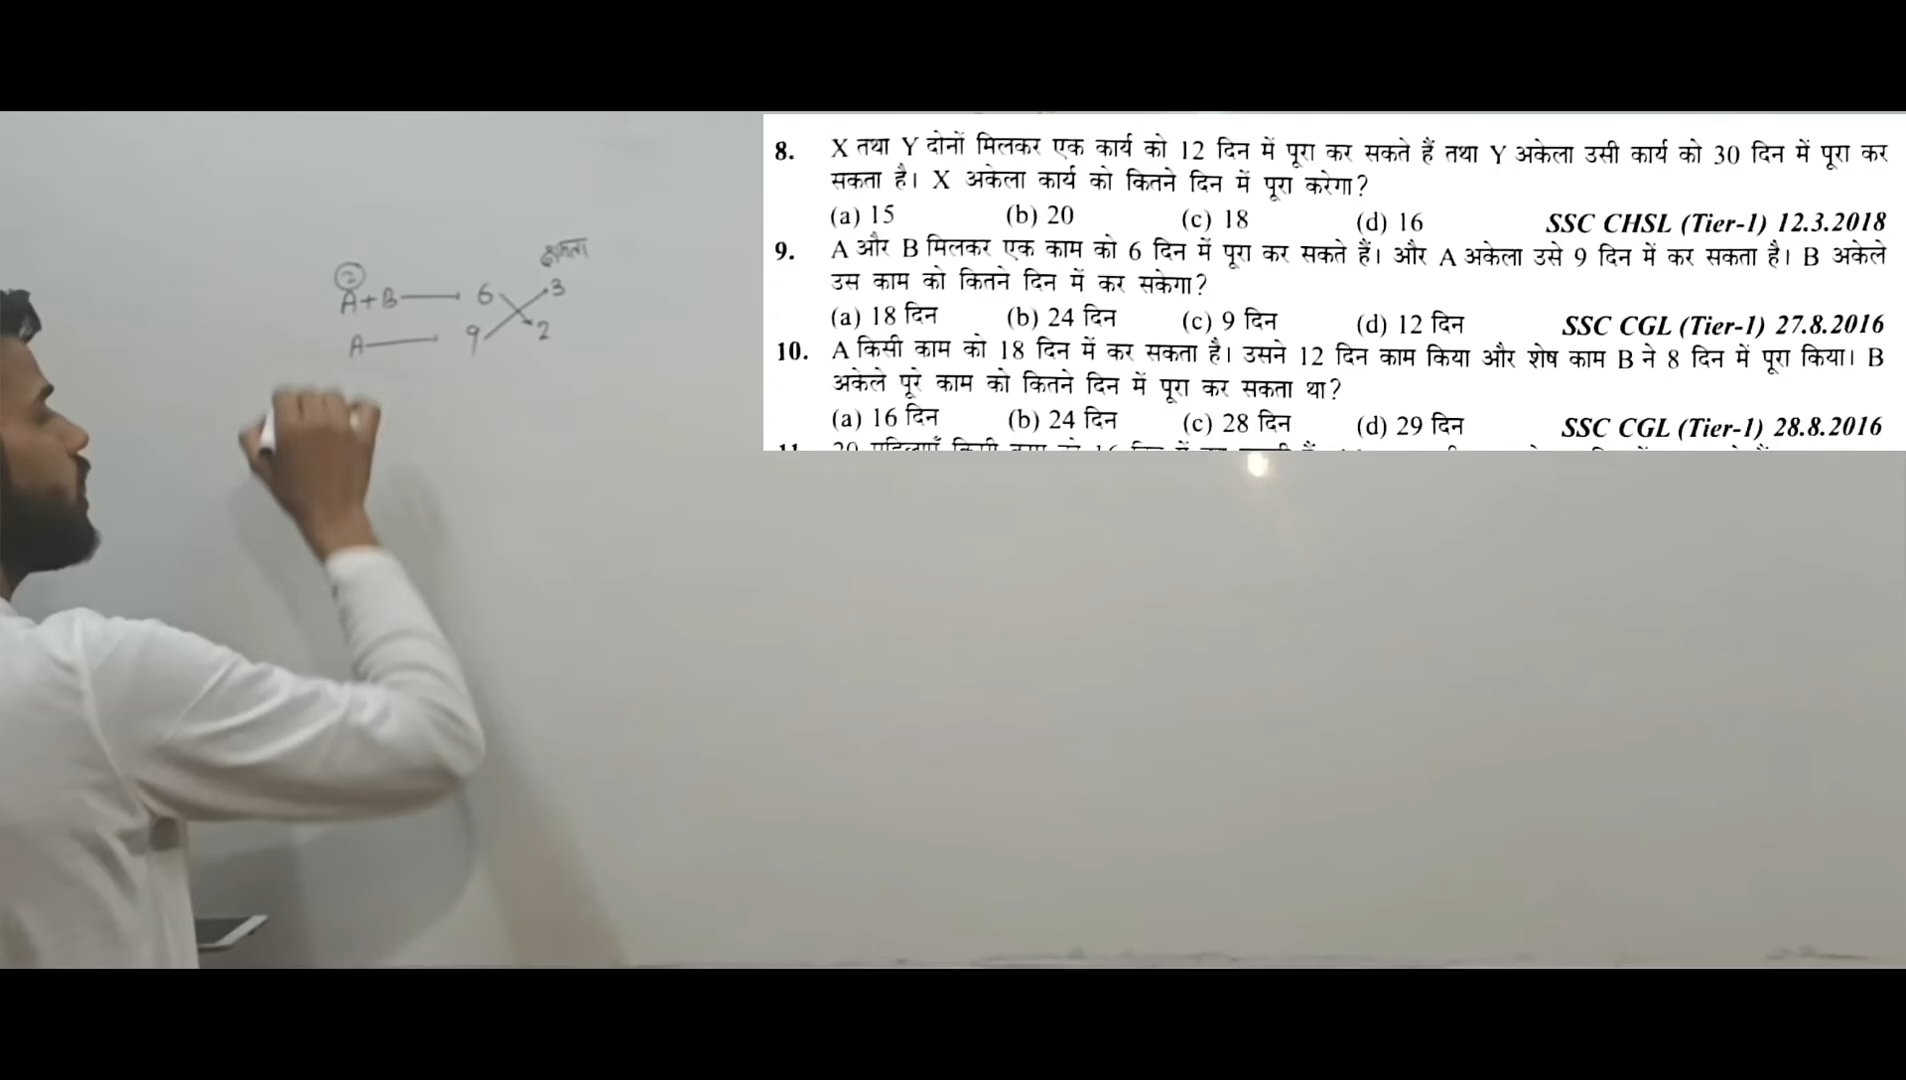 8. X तथा Y दोनों मिलकर एक कार्य को 12 दिन में पूरा कर सकते हैं तथा Y अकेला उसी कार्य को 30 दिन में पूरा कर
सकता है। X अकेला कार्य को कितने दिन में पूरा करेगा?
(a) 15 (b) 20 (c) 18 (d) 16 SSC CHSL (Tier-1) 12.3.2018
9. A और B मिलकर एक काम को 6 दिन में पूरा कर सकते हैं। और A अकेला उसे 9 दिन में कर सकता है। B अकेले
उस काम को कितने दिन में कर सकेगा?
(a) 18 दिन (b) 24 दिन (c) 9 दिन (d) 12 दिन SSC CGL (Tier-1) 27.8.2016
10. A किसी काम को 18 दिन में कर सकता है। उसने 12 दिन काम किया और शेष काम B ने 8 दिन में पूरा किया। B
अकेले पूरे काम को कितने दिन में पूरा कर सकता था?
(a) 16 दिन (b) 24 दिन (c) 28 दिन (d) 29 दिन SSC CGL (Tier-1) 28.8.2016
क्षमता
2
A+B 6 3
A 9 2